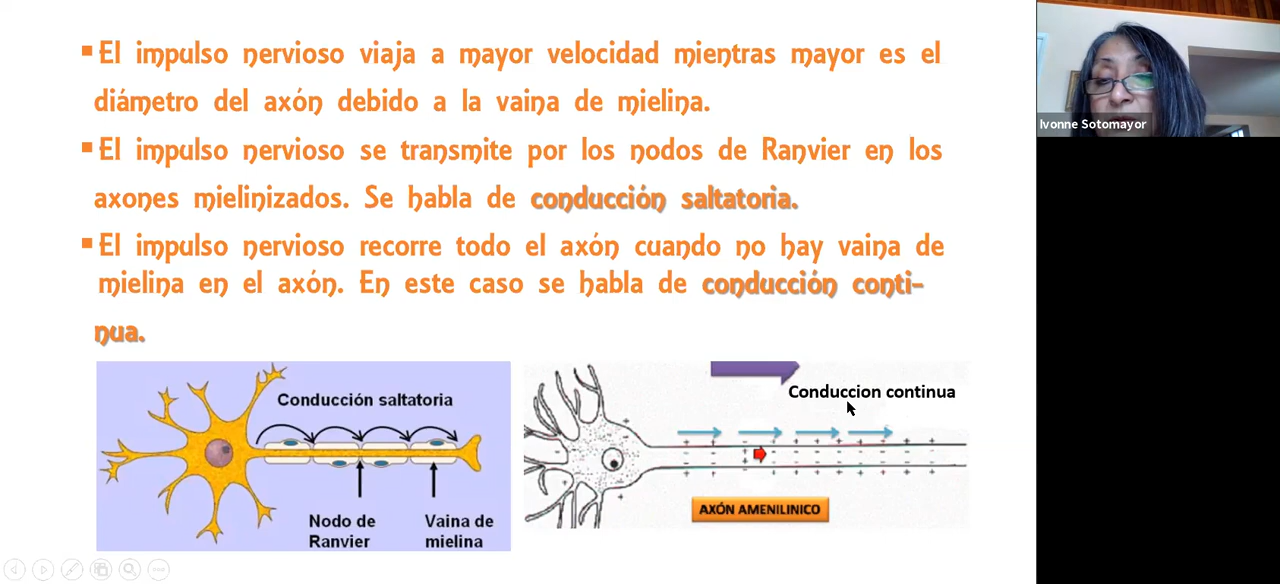 ▪El impulso nervioso viaja a mayor velocidad mientras mayor es el
diámetro del axón debido a la vaina de mielina.
▪El impulso nervioso se transmite por los nodos de Ranvier en los
axones mielinizados. Se habla de conducción saltatoria.
▪El impulso nervioso recorre todo el axón cuando no hay vaina de
mielina en el axón. En este caso se habla de conducción conti-
nua.
Conducción saltatoria
Nodo de
Ranvier
Vaina de
mielina
Conduccion continua
AXÓN AMENILINICO
Ivonne Sotomayor